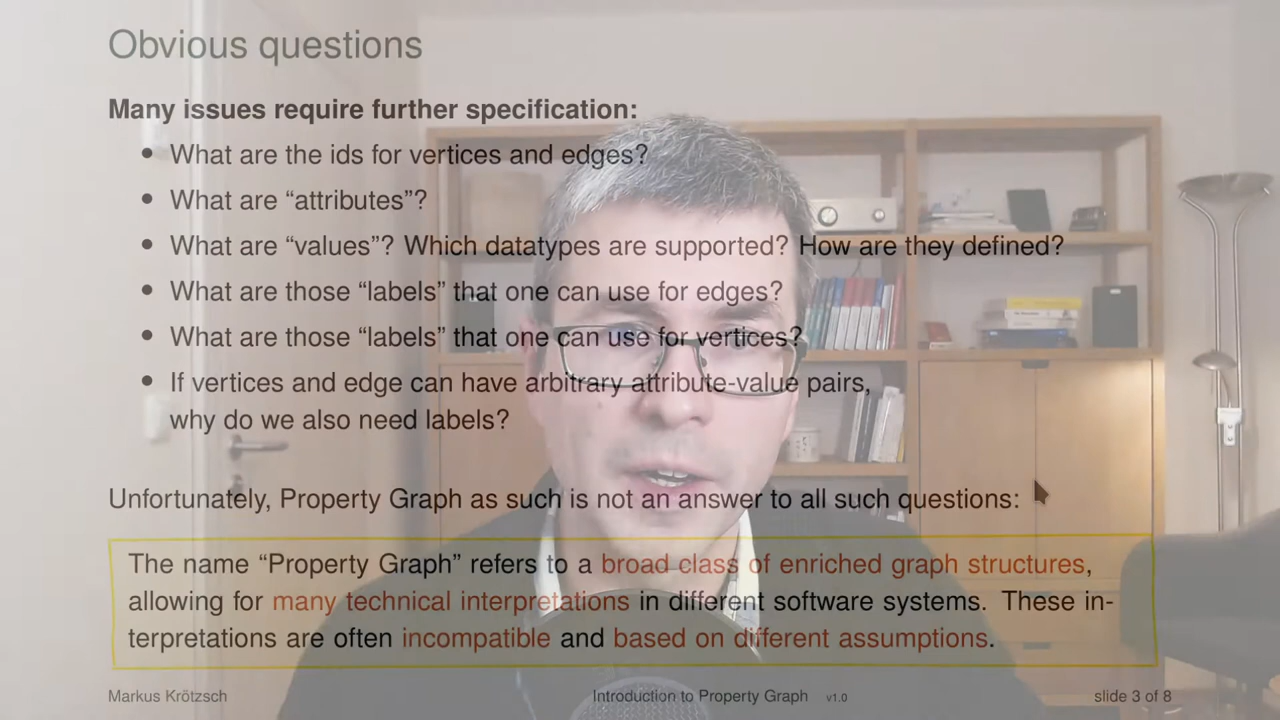 Obvious questions
Many issues require further specification:
• What are the ids for vertices and edges?
• What are “attributes”?
• What are “values”? Which datatypes are supported? How are they defined?
• What are those “labels” that one can use for edges?
• What are those “labels” that one can use for vertices?
• If vertices and edge can have arbitrary attribute-value pairs,
why do we also need labels?
Unfortunately, Property Graph as such is not an answer to all such questions:
The name “Property Graph” refers to a broad class of enriched graph structures,
allowing for many technical interpretations in different software systems. These in-
terpretations are often incompatible and based on different assumptions.
Markus Krötzsch Introduction to Property Graph v1.0 slide 3 of 8